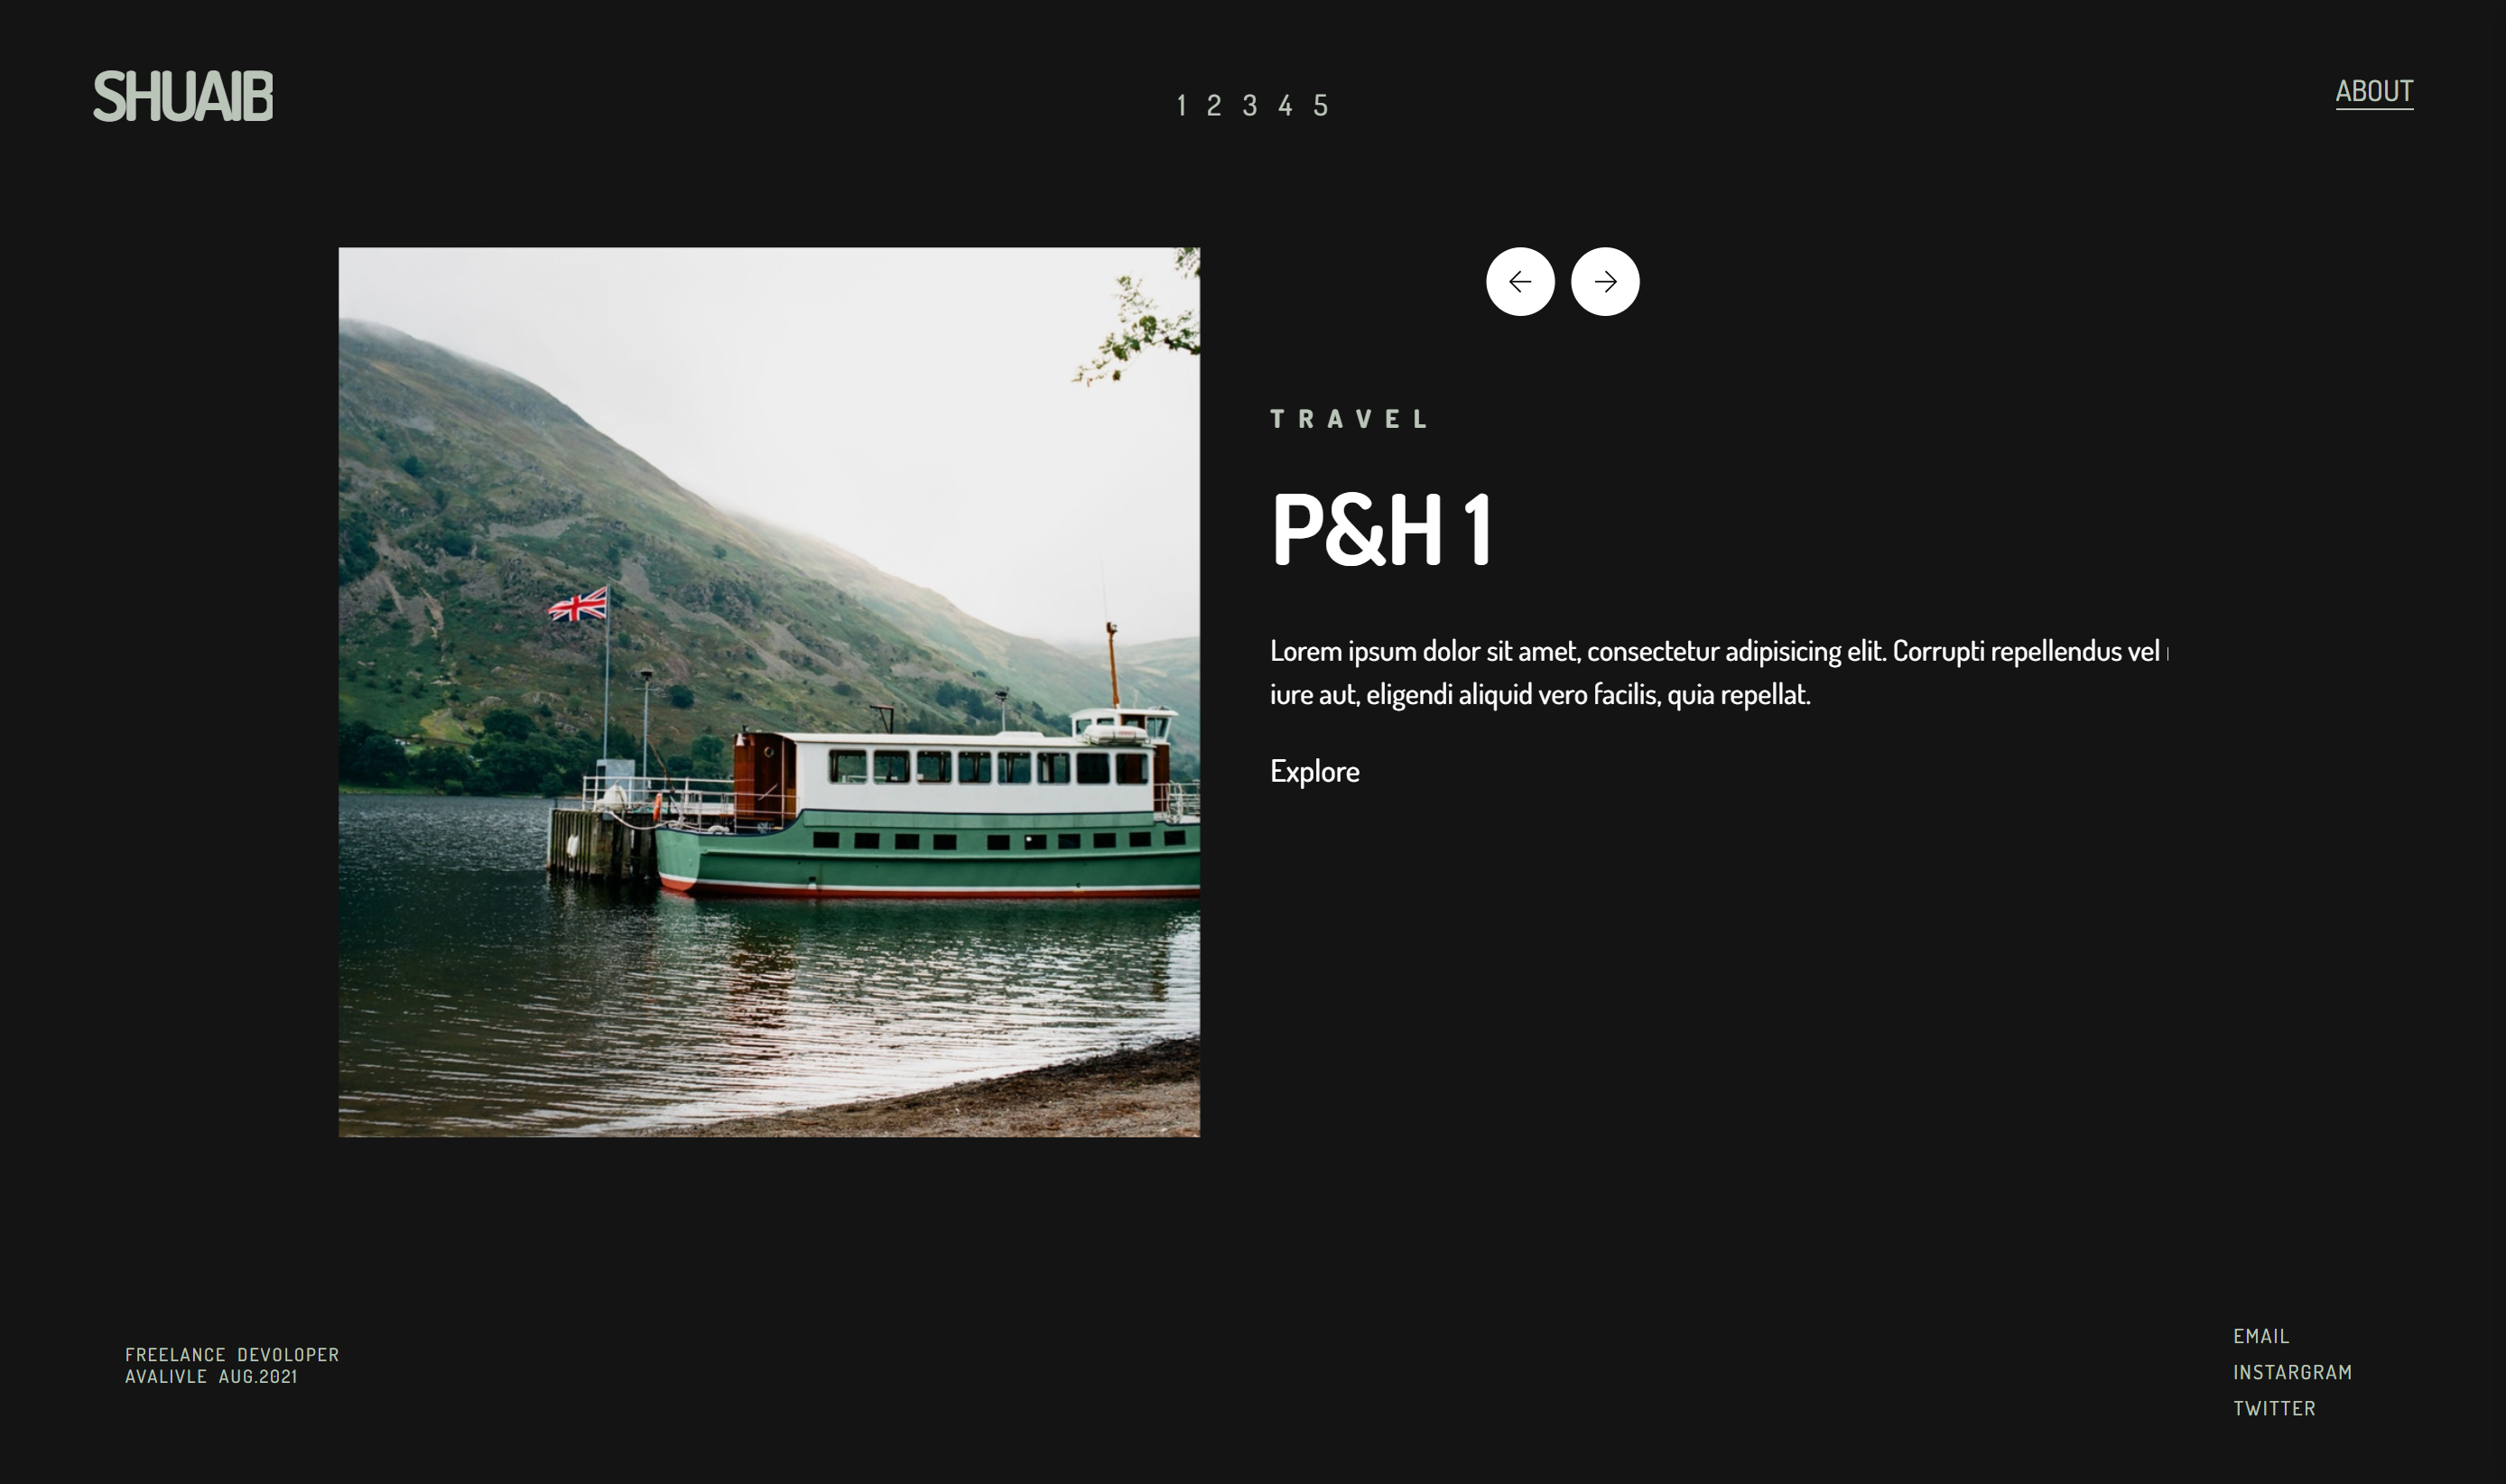 SHUAIB
1 2 3 4 5
ABOUT
TRAVEL
P&H 1
Lorem ipsum dolor sit amet, consectetur adipisicing elit. Corrupti repellendus vel
iure aut, eligendi aliquid vero facilis, quia repellat.
Explore
FREELANCE DEVOLOPER
AVALIVLE AUG.2021
EMAIL
INSTARGRAM
TWITTER